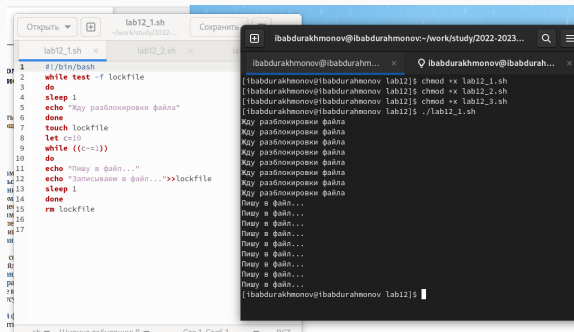 Открыть
lab12_1.sh
~/work/study/2022-...
Сохранить
lab12_1.sh ×
lab12_2.sh ×
1 #!/bin/bash
2 while test -f lockfile
3 do
4 sleep 1
5 echo "Жду разблокировки файла"
6 done
7 touch lockfile
8 let c=10
9 while ((c-=1))
10 do
11 echo "Пишу в файл..."
12 echo "Записываем в файл...">>lockfile
13 sleep 1
14 done
15 rm lockfile
16
17
ibabdurakhmonov@ibabdurahmonov:~/work/study/2022-2023...
ibabdurakhmonov@ibabdurahm... ×
ibabdurakhmonov@ibabdurah... ×
[ibabdurakhmonov@ibabdurahmonov lab12]$ chmod +x lab12_1.sh
[ibabdurakhmonov@ibabdurahmonov lab12]$ chmod +x lab12_2.sh
[ibabdurakhmonov@ibabdurahmonov lab12]$ chmod +x lab12_3.sh
[ibabdurakhmonov@ibabdurahmonov lab12]$ ./lab12_1.sh
Жду разблокировки файла
Жду разблокировки файла
Жду разблокировки файла
Жду разблокировки файла
Жду разблокировки файла
Жду разблокировки файла
Жду разблокировки файла
Жду разблокировки файла
Пишу в файл...
Пишу в файл...
Пишу в файл...
Пишу в файл...
Пишу в файл...
Пишу в файл...
Пишу в файл...
Пишу в файл...
Пишу в файл...
[ibabdurakhmonov@ibabdurahmonov lab12]$